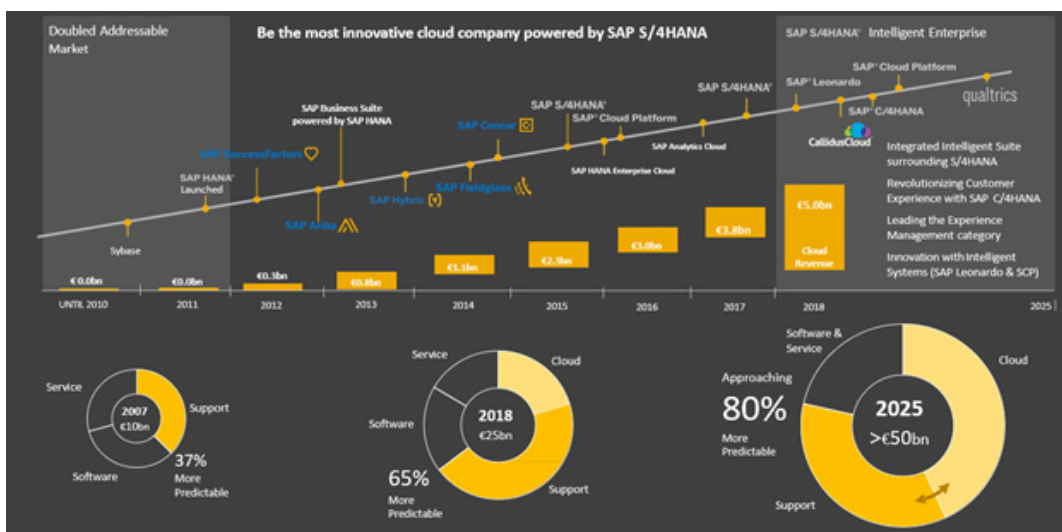 Doubled Addressable
Market
Be the most innovative cloud company powered by SAP S/4HANA
SAP S/4HANA® Intelligent Enterprise
SAP® Cloud Platform
SAP® Leonardo
SAP S/4HANA®
qualtrics
SAP® C/4HANA
CallidusCloud
SAP S/4HANA®
SAP® Cloud Platform
SAP Analytics Cloud
SAP HANA Enterprise Cloud
SAP Concur C
SAP Business Suite
powered by SAP HANA
SAP SuccessFactors
SAP HANA®
Launched
SAP Fieldglass
SAP Hybris (Y)
SAP Ariba
Sybase
Integrated Intelligent Suite
surrounding S/4HANA
Revolutionizing Customer
Experience with SAP C/4HANA
Leading the Experience
Management category
Innovation with Intelligent
Systems (SAP Leonardo & SCP)
€0.0bn
€0.0bn
€0.3bn
€0.8bn
€1.1bn
€2.3bn
€3.0bn
€3.8bn
€5.0bn
Cloud
Revenue
UNTIL 2010
2011
2012
2013
2014
2015
2016
2017
2018
2025
Service
Support
2007
€10bn
Software
37%
More
Predictable
Service
Cloud
2018
€25bn
Software
65%
More
Predictable
Support
Software &
Service
Cloud
Approaching
80%
More
Predictable
2025
>€50bn
Support